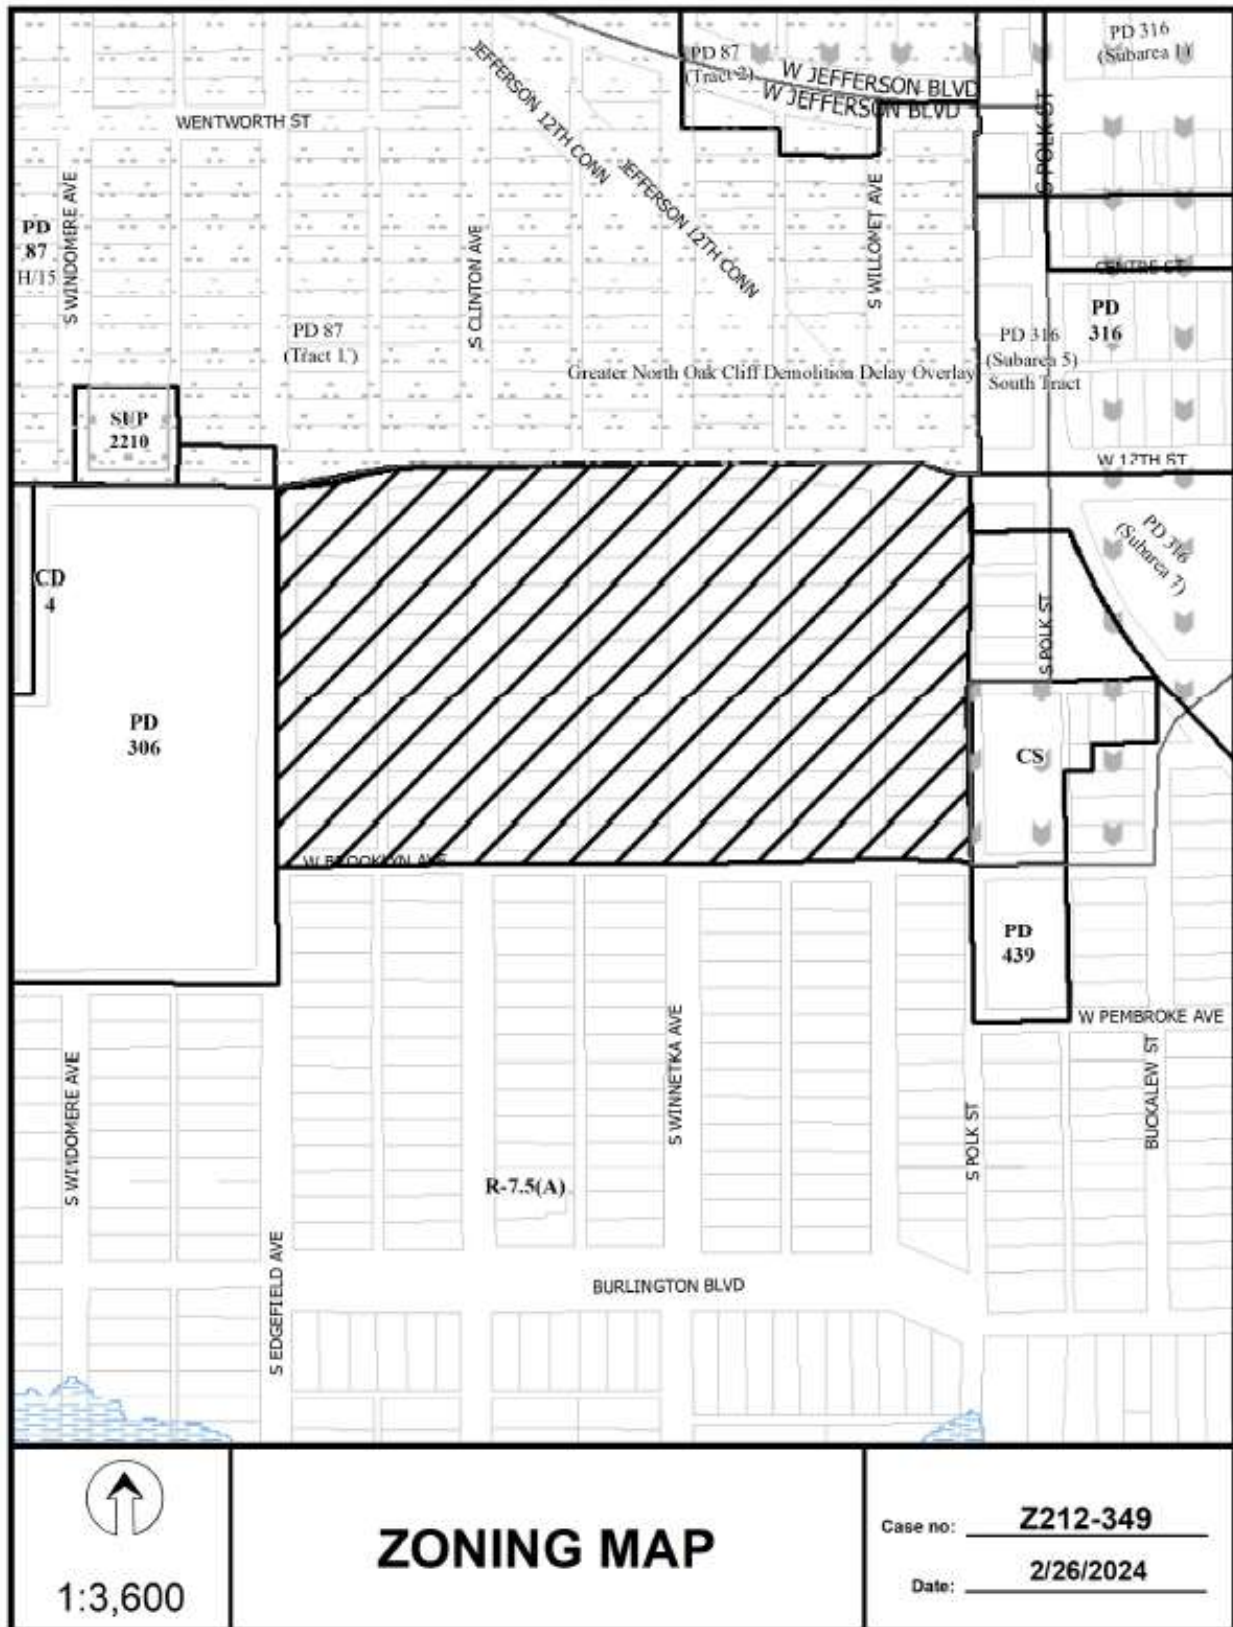 PD 316
(Subarea 1)
PD 87
(Tract 2)
W JEFFERSON BLVD
W JEFFERSON BLVD
JEFFERSON 12TH CONN
JEFFERSON 12TH CONN
WENTWORTH ST
S POLK ST
S WINDOMERE AVE
S CLINTON AVE
S WILLOMET AVE
PD
87
H/15
CENTRE ST
PD
316
PD 87
(Tract 1)
PD 316
(Subarea 5)
South Tract
Greater North Oak Cliff Demolition Delay Overlay
SUP
2210
W 12TH ST
PD 316
(Subarea 7)
CD
4
S POLK ST
PD
306
CS
W BROOKLYN AVE
PD
439
W PEMBROKE AVE
S WINDOMERE AVE
S WINNETKA AVE
BUCKALEW ST
S POLK ST
R-7.5(A)
S EDGEFIELD AVE
BURLINGTON BLVD
1:3,600
ZONING MAP
Case no: Z212-349
Date: 2/26/2024